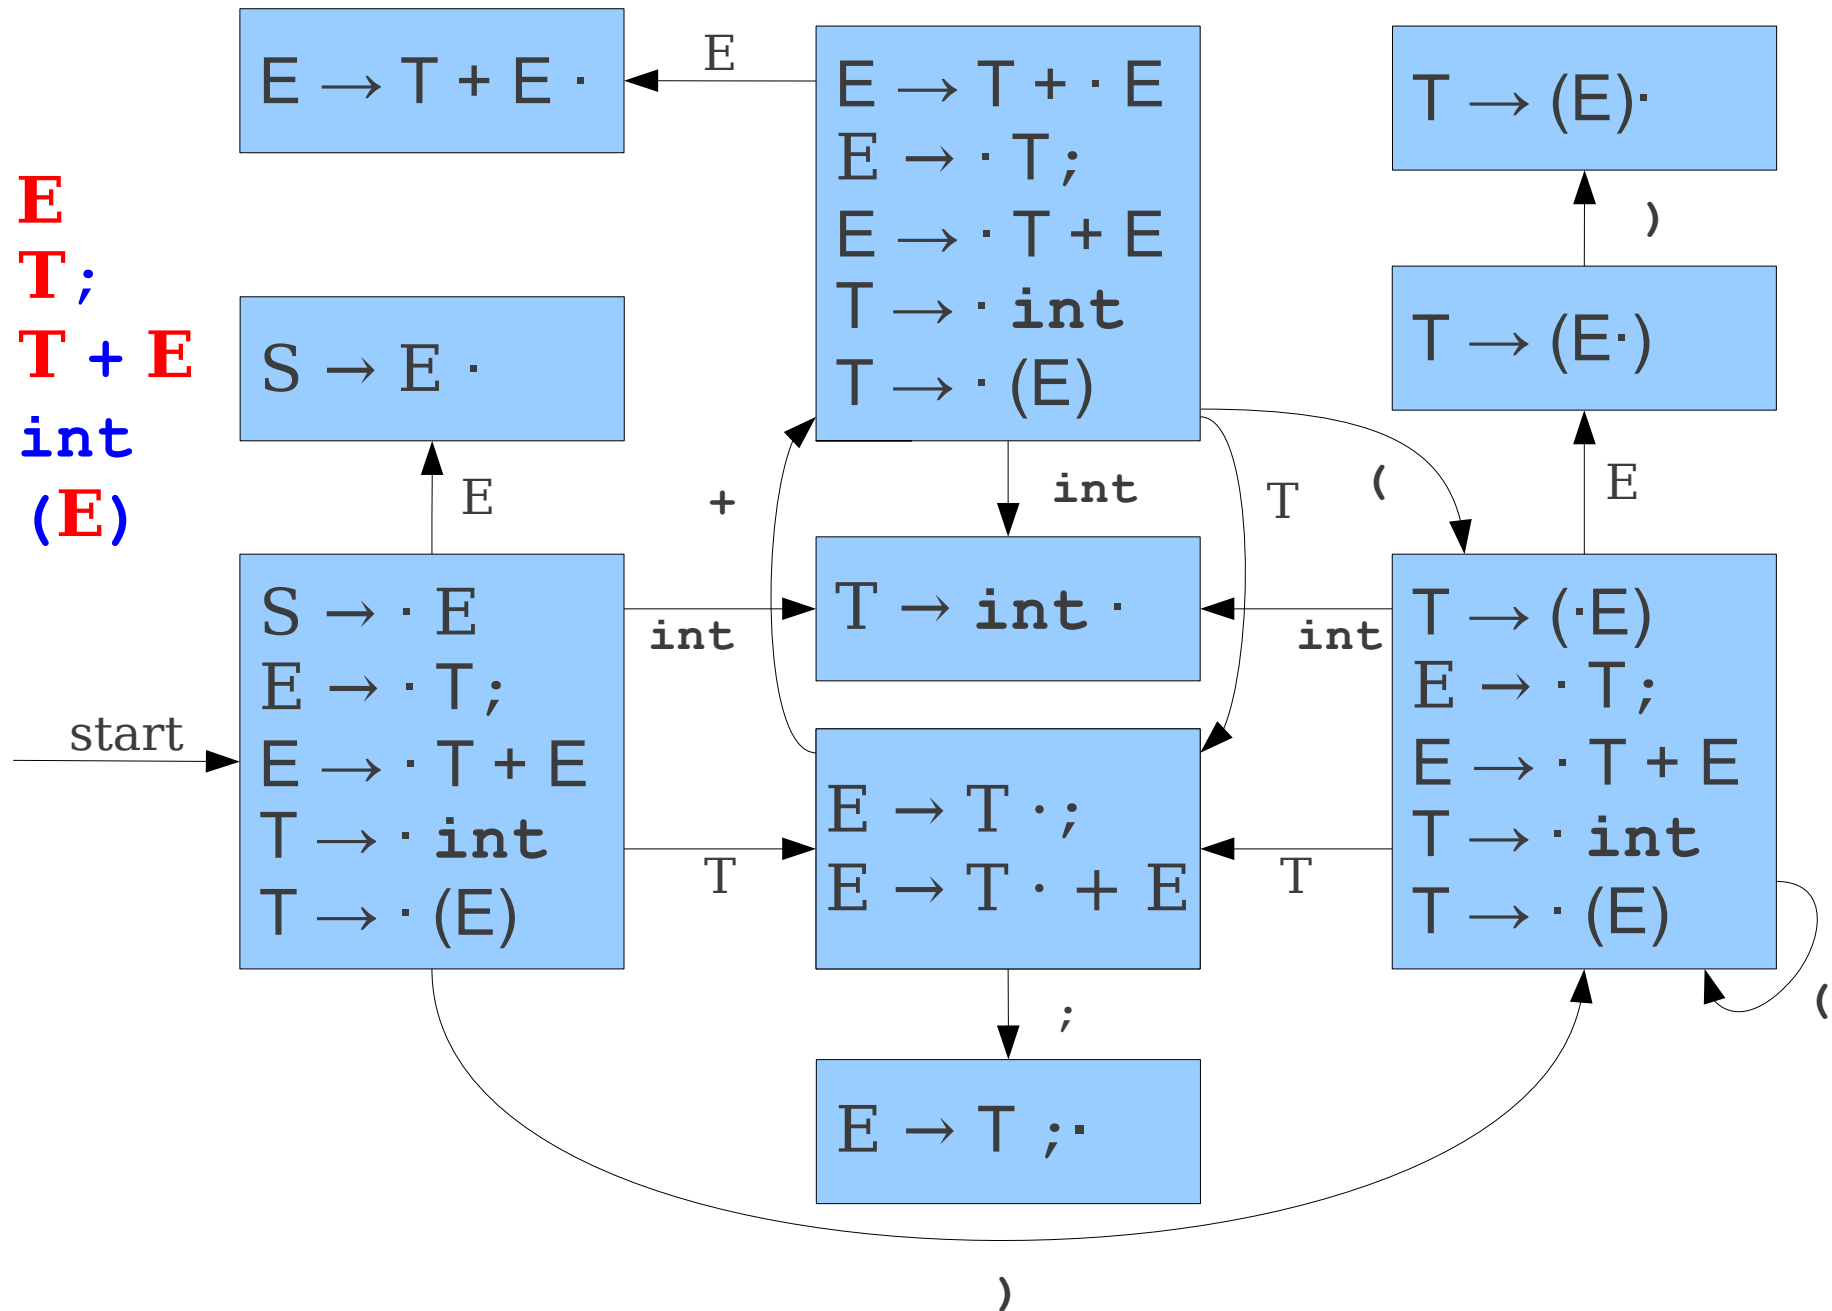 E
T;
T + E
int
(E)
E → T + E ·
E
E → T + · E
E → · T;
E → · T + E
T → · int
T → · (E)
T → (E)·
)
T → (E·)
S → E ·
E
+
int
T
(
E
start
S → · E
E → · T;
E → · T + E
T → · int
T → · (E)
int
T → int ·
int
T → (·E)
E → · T;
E → · T + E
T → · int
T → · (E)
T
E → T ·;
E → T · + E
T
(
;
E → T ;·
)